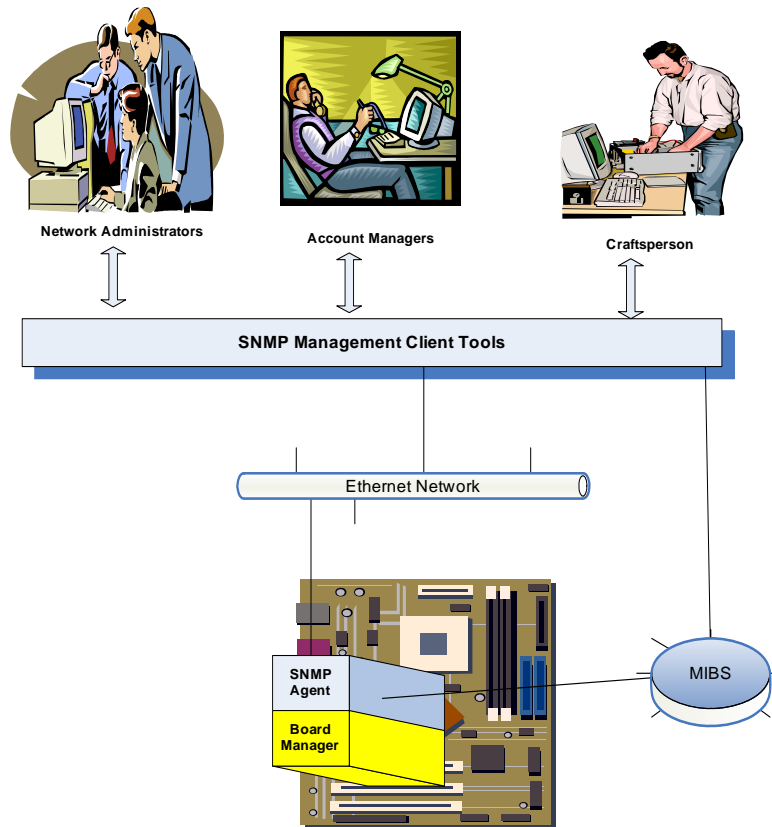 Network Administrators
Account Managers
Craftsperson
SNMP Management Client Tools
Ethernet Network
SNMP
Agent
MIBS
Board
Manager